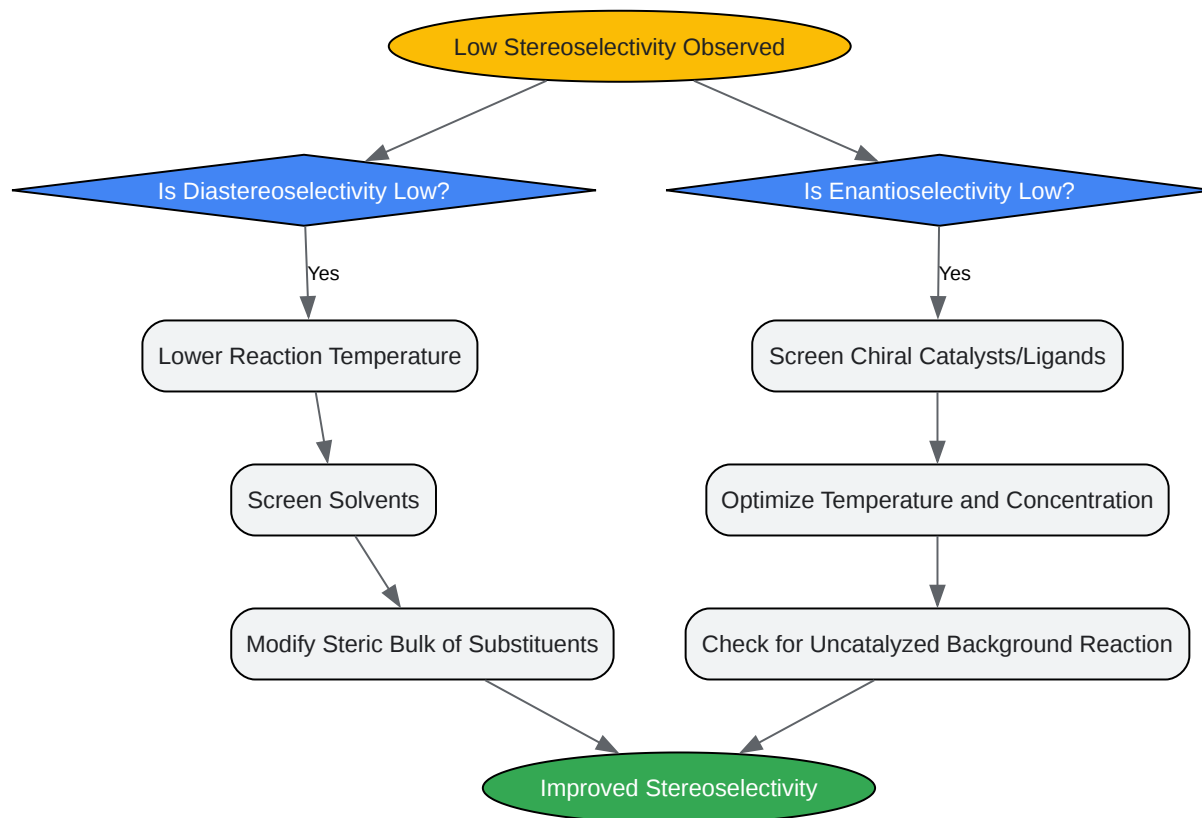 Low Stereoselectivity Observed
Is Diastereoselectivity Low?
Is Enantioselectivity Low?
Yes
Yes
Lower Reaction Temperature
Screen Chiral Catalysts/Ligands
Screen Solvents
Optimize Temperature and Concentration
Modify Steric Bulk of Substituents
Check for Uncatalyzed Background Reaction
Improved Stereoselectivity